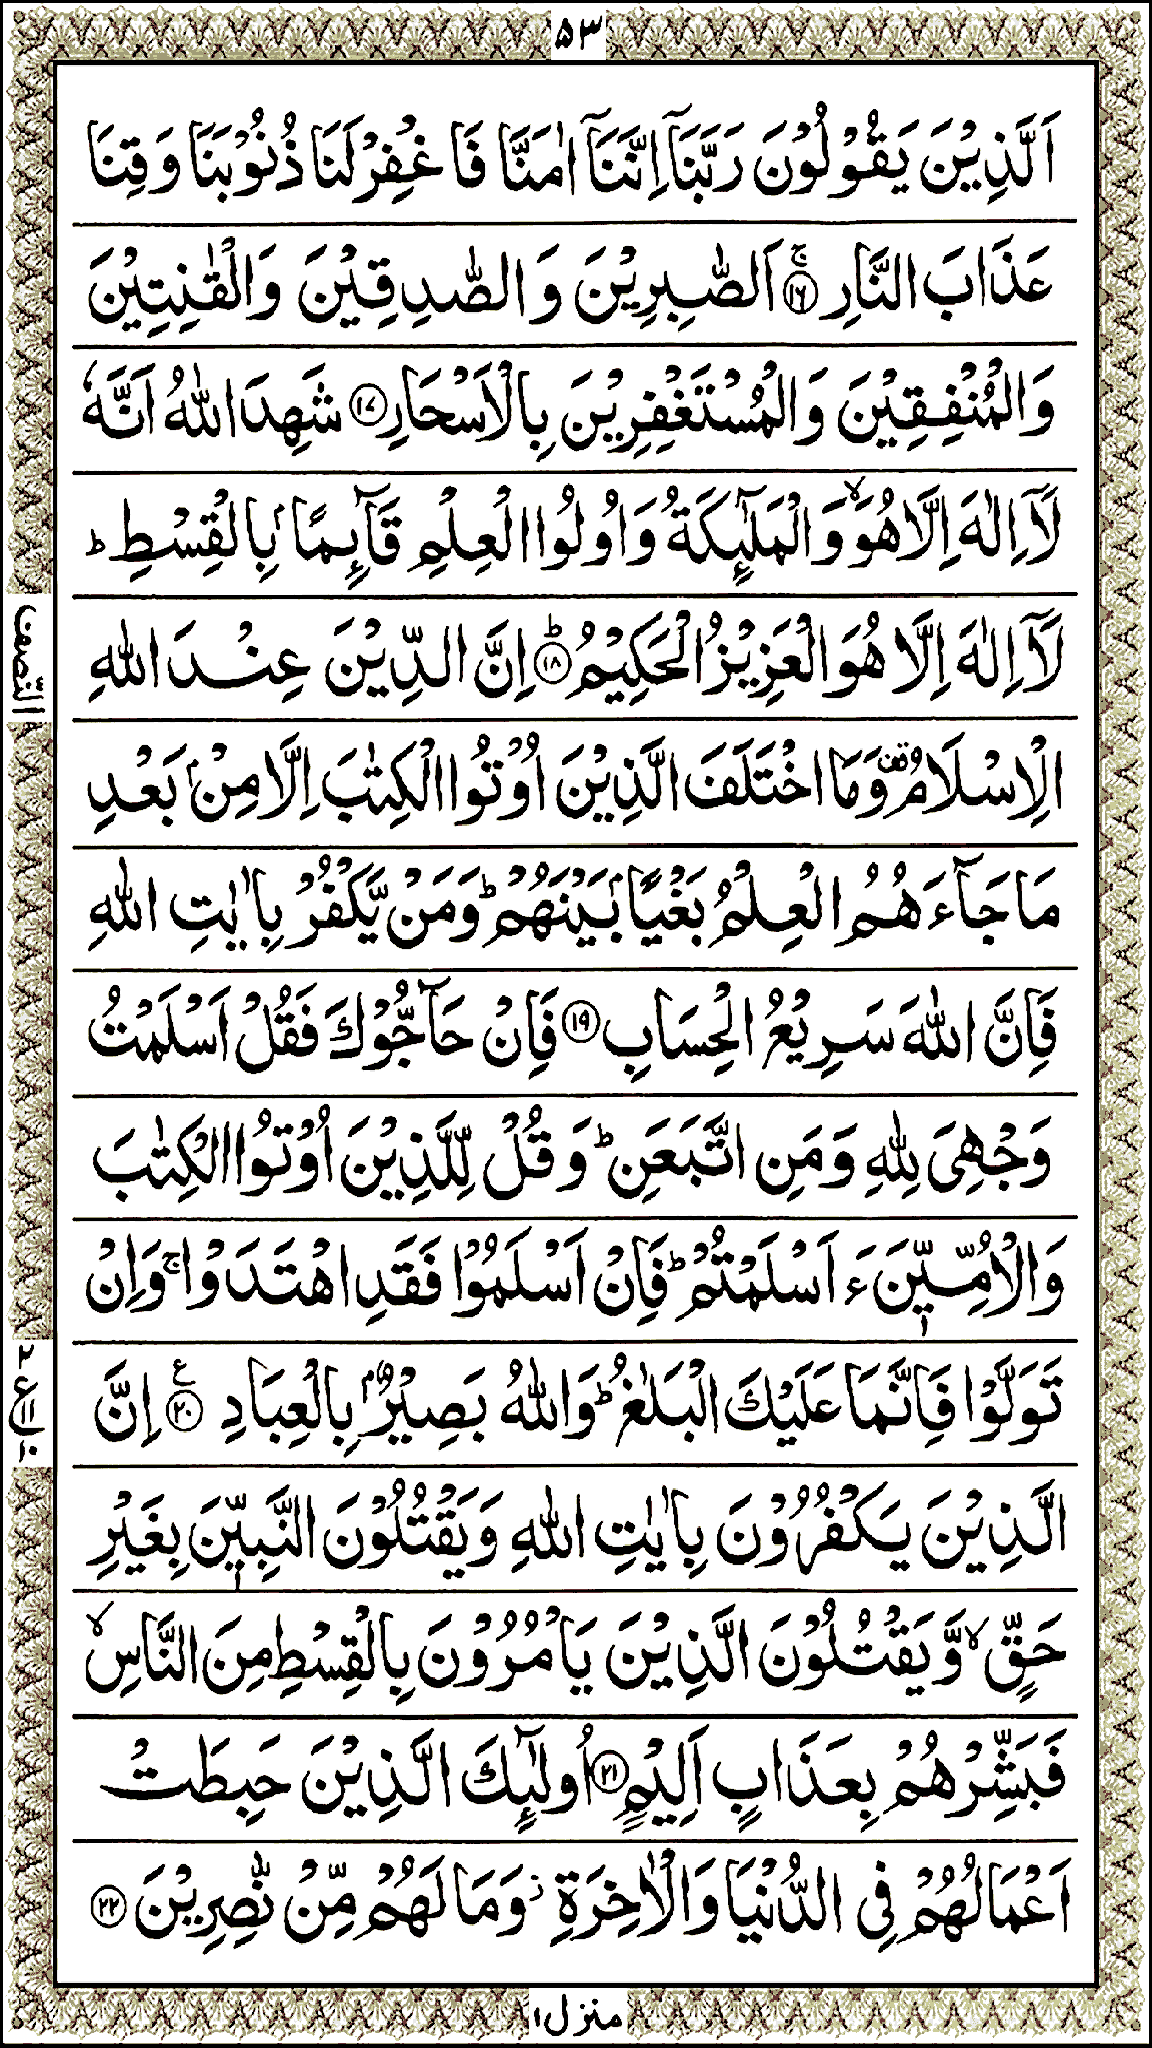 ۵۳
اَلَّذِيْنَ يَقُوْلُوْنَ رَبَّنَاۤ اِنَّنَاۤ اٰمَنَّا فَاغْفِرْ لَنَا ذُنُوْبَنَا وَقِنَا
عَذَابَ النَّارِ ۚ‏﴿۱۶﴾ اَلصّٰبِرِيْنَ وَالصّٰدِقِيْنَ وَالْقٰنِتِيْنَ
وَالْمُنْفِقِيْنَ وَالْمُسْتَغْفِرِيْنَ بِالْاَسْحَارِ ﴿۱۷﴾ شَهِدَ اللّٰهُ اَنَّهٗ
لَاۤ اِلٰهَ اِلَّا هُوَ ۙ وَالْمَلٰٓئِكَةُ وَاُولُوا الْعِلْمِ قَآئِمًا ۢ بِالْقِسْطِ ؕ
لَاۤ اِلٰهَ اِلَّا هُوَ الْعَزِيْزُ الْحَكِيْمُ ؕ‏﴿۱۸﴾ اِنَّ الدِّيْنَ عِنْدَ اللّٰهِ
الْاِسْلَامُ ۟ وَمَا اخْتَلَفَ الَّذِيْنَ اُوْتُوا الْكِتٰبَ اِلَّا مِنْۢ بَعْدِ
مَا جَآءَهُمُ الْعِلْمُ بَغْيًا ۢ بَيْنَهُمْ ؕ وَمَنْ يَّكْفُرْ بِاٰيٰتِ اللّٰهِ
فَاِنَّ اللّٰهَ سَرِيْعُ الْحِسَابِ ﴿۱۹﴾ فَاِنْ حَآجُّوْكَ فَقُلْ اَسْلَمْتُ
وَجْهِىَ لِلّٰهِ وَمَنِ اتَّبَعَنِ ؕ وَقُلْ لِّلَّذِيْنَ اُوْتُوا الْكِتٰبَ
وَالْاُمِّيّٖنَ ءَاَسْلَمْتُمْ ؕ فَاِنْ اَسْلَمُوْا فَقَدِ اهْتَدَوْا ۚ وَاِنْ
تَوَلَّوْا فَاِنَّمَا عَلَيْكَ الْبَلٰغُ ؕ وَاللّٰهُ بَصِيْرٌۢ بِالْعِبَادِ ﴿۲۰﴾ ع اِنَّ
الَّذِيْنَ يَكْفُرُوْنَ بِاٰيٰتِ اللّٰهِ وَيَقْتُلُوْنَ النَّبِيّٖنَ بِغَيْرِ
حَقٍّ ۙ وَّيَقْتُلُوْنَ الَّذِيْنَ يَاْمُرُوْنَ بِالْقِسْطِ مِنَ النَّاسِ ۙ
فَبَشِّرْهُمْ بِعَذَابٍ اَلِيْمٍ ﴿۲۱﴾ اُولٰٓئِكَ الَّذِيْنَ حَبِطَتْ
اَعْمَالُهُمْ فِى الدُّنْيَا وَالْاٰخِرَةِ ز وَمَا لَهُمْ مِّنْ نّٰصِرِيْنَ ﴿۲۲﴾
النّصف
۲
ع ۱۱
۱۰
منزل ۱